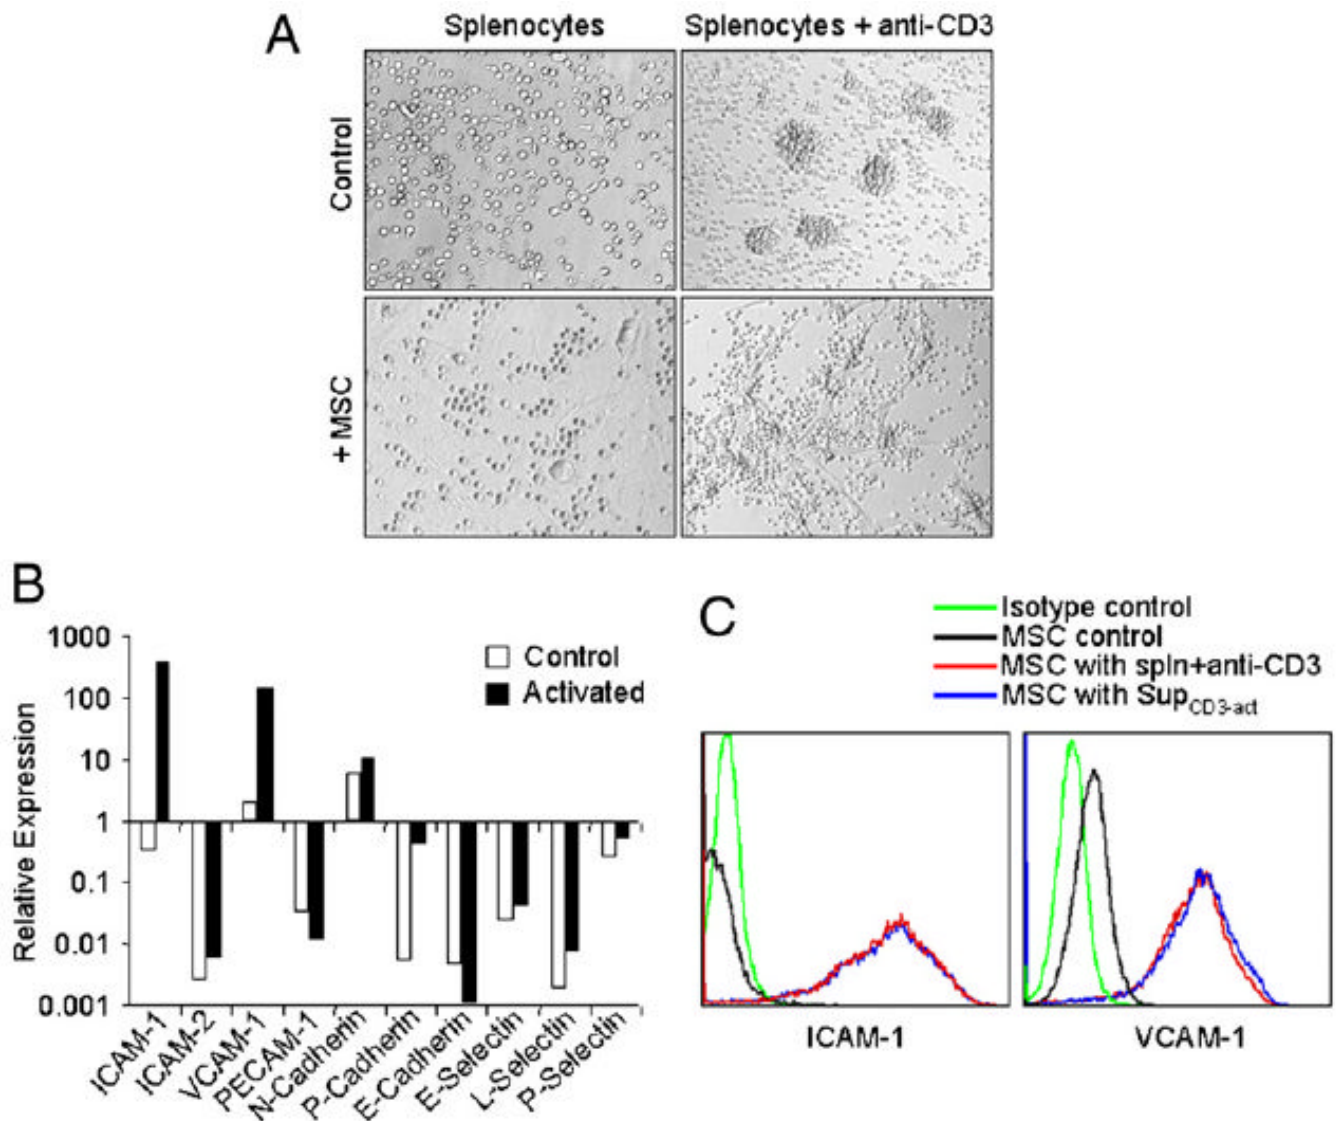 A
Splenocytes
Splenocytes + anti-CD3
Control
+ MSC
B
Relative Expression
1000
100
10
1
0.1
0.01
0.001
Control
Activated
ICAM-1
ICAM-2
VCAM-1
PECAM-1
N-Cadherin
P-Cadherin
E-Cadherin
E-Selectin
L-Selectin
P-Selectin
C
Isotype control
MSC control
MSC with spln+anti-CD3
MSC with Sup CD3-act
ICAM-1
VCAM-1